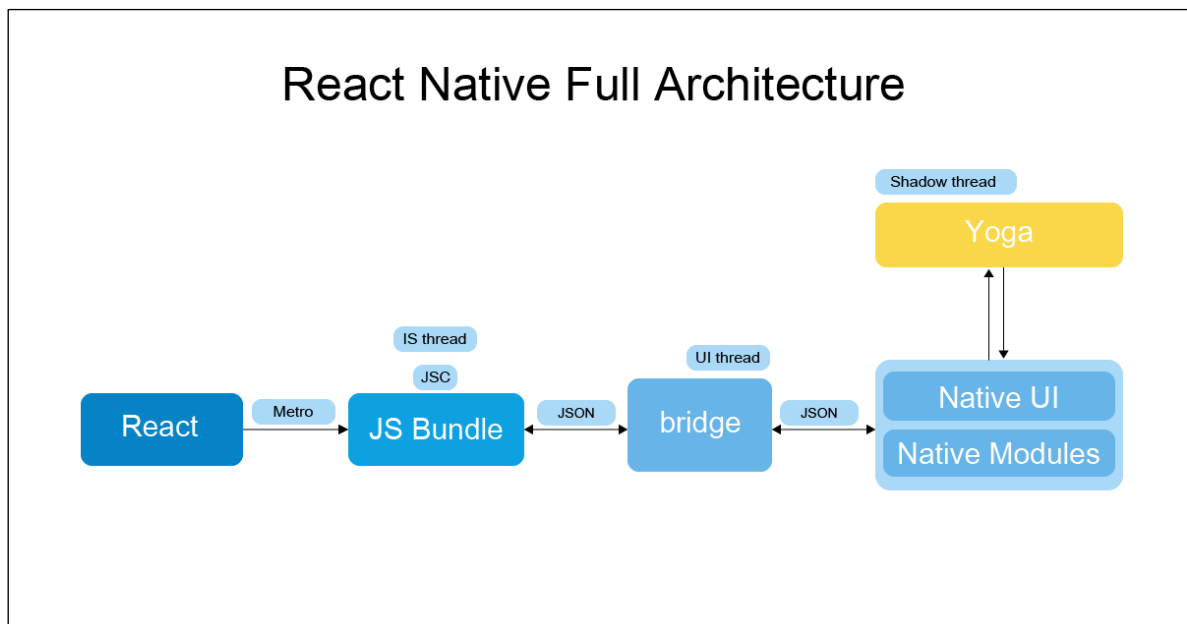 React Native Full Architecture
Shadow thread
Yoga
IS thread
JSC
UI thread
React
Metro
JS Bundle
JSON
bridge
JSON
Native UI
Native Modules